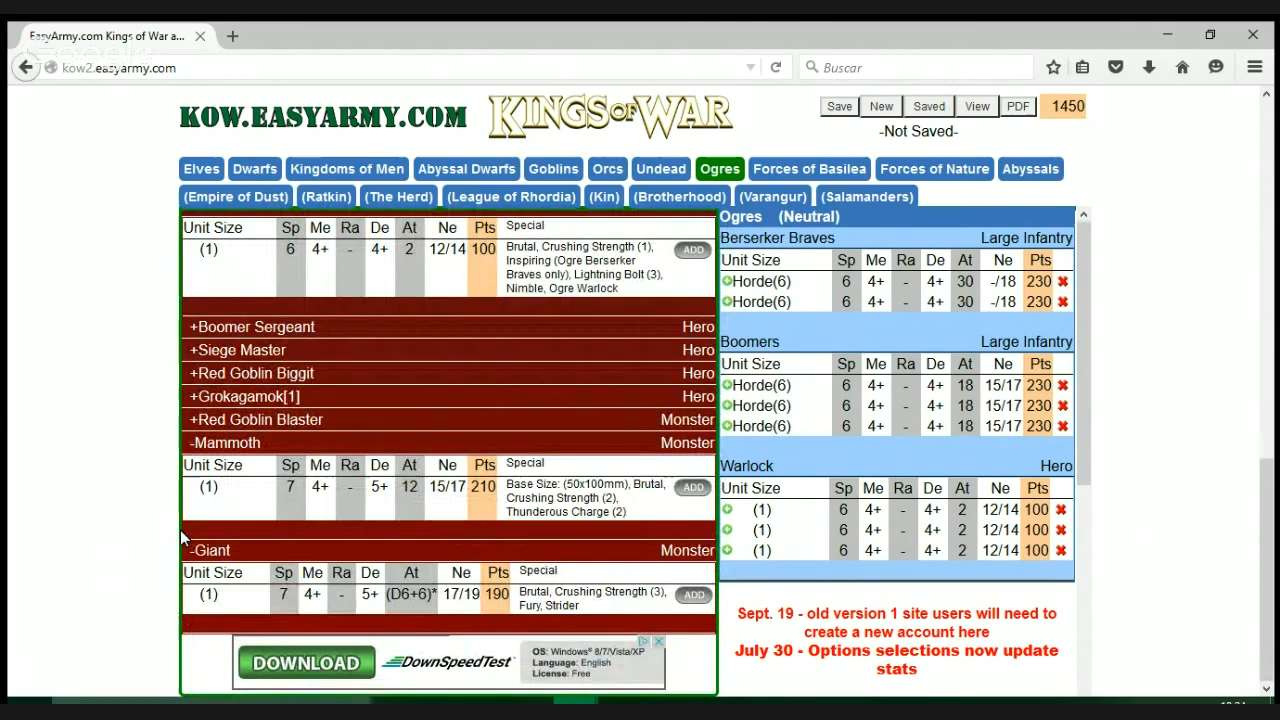 EasyArmy.com Kings of War a...
kow2.easyarmy.com
Buscar
KOW.EASYARMY.COM
KINGS OF WAR
Save New Saved View PDF 1450
-Not Saved-
Elves Dwarfs Kingdoms of Men Abyssal Dwarfs Goblins Orcs Undead Ogres Forces of Basilea Forces of Nature Abyssals
(Empire of Dust) (Ratkin) (The Herd) (League of Rhordia) (Kin) (Brotherhood) (Varangur) (Salamanders)
Unit Size Sp Me Ra De At Ne Pts Special
(1) 6 4+ - 4+ 2 12/14 100 Brutal, Crushing Strength (1),
Inspiring (Ogre Berserker
Braves only), Lightning Bolt (3),
Nimble, Ogre Warlock
ADD
+Boomer Sergeant Hero
+Siege Master Hero
+Red Goblin Biggit Hero
+Grokagamok[1] Hero
+Red Goblin Blaster Monster
-Mammoth Monster
Unit Size Sp Me Ra De At Ne Pts Special
(1) 7 4+ - 5+ 12 15/17 210 Base Size: (50x100mm), Brutal,
Crushing Strength (2),
Thunderous Charge (2)
ADD
-Giant Monster
Unit Size Sp Me Ra De At Ne Pts Special
(1) 7 4+ - 5+ (D6+6)* 17/19 190 Brutal, Crushing Strength (3),
Fury, Strider
ADD
DOWNLOAD DownSpeedTest
OS: Windows® 8/7/Vista/XP
Language: English
License: Free
Ogres (Neutral)
Berserker Braves Large Infantry
Unit Size Sp Me Ra De At Ne Pts
Horde(6) 6 4+ - 4+ 30 -/18 230
Horde(6) 6 4+ - 4+ 30 -/18 230
Boomers Large Infantry
Unit Size Sp Me Ra De At Ne Pts
Horde(6) 6 4+ - 4+ 18 15/17 230
Horde(6) 6 4+ - 4+ 18 15/17 230
Horde(6) 6 4+ - 4+ 18 15/17 230
Warlock Hero
Unit Size Sp Me Ra De At Ne Pts
(1) 6 4+ - 4+ 2 12/14 100
(1) 6 4+ - 4+ 2 12/14 100
(1) 6 4+ - 4+ 2 12/14 100
Sept. 19 - old version 1 site users will need to
create a new account here
July 30 - Options selections now update
stats